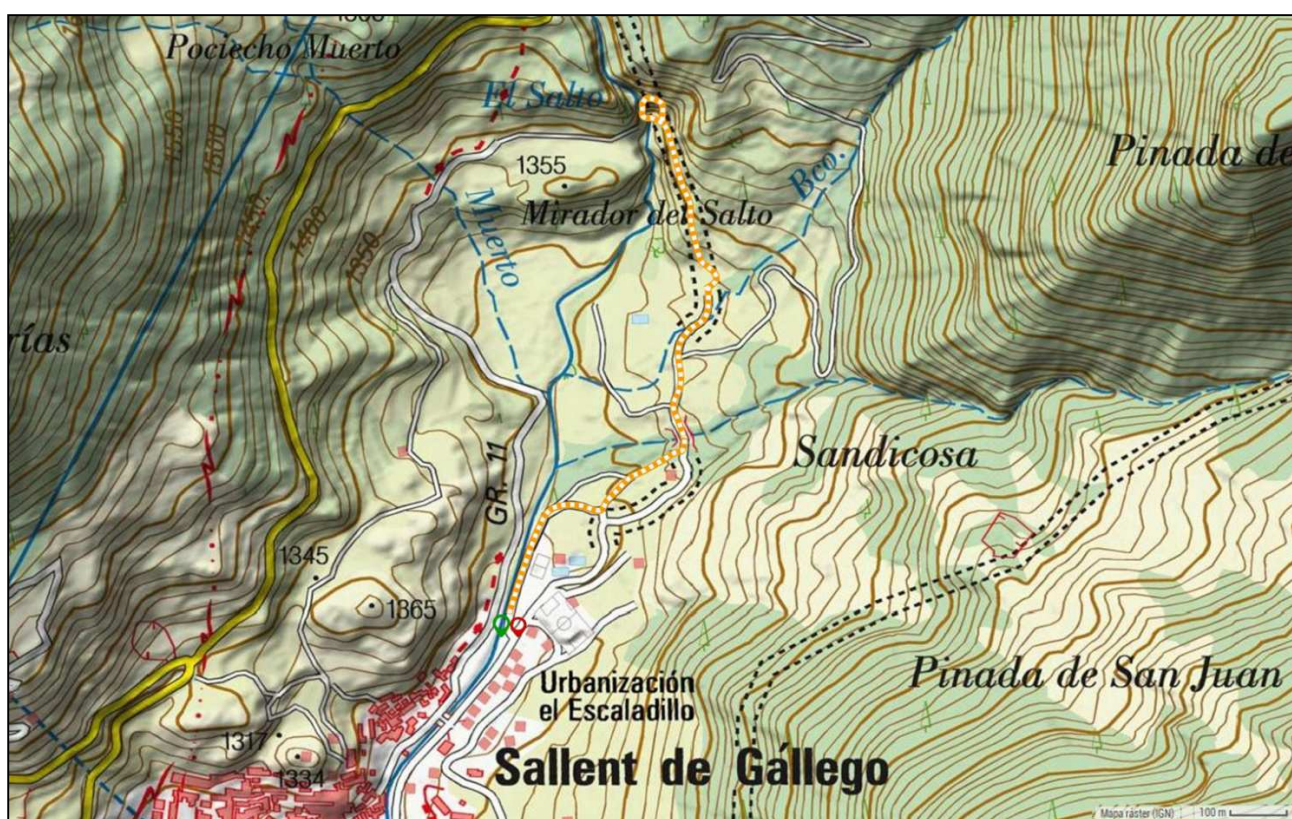 Pociecho Muerto
El Salto
1550
1500
1450
1400
1350
1355
Mirador del Salto
Muerto
Bco.
Pinada de
rías
GR. 11
Sandicosa
1345
1365
1317
1334
Urbanización
el Escaladillo
Pinada de San Juan
Sallent de Gállego
Mapa ráster (IGN)
100 m